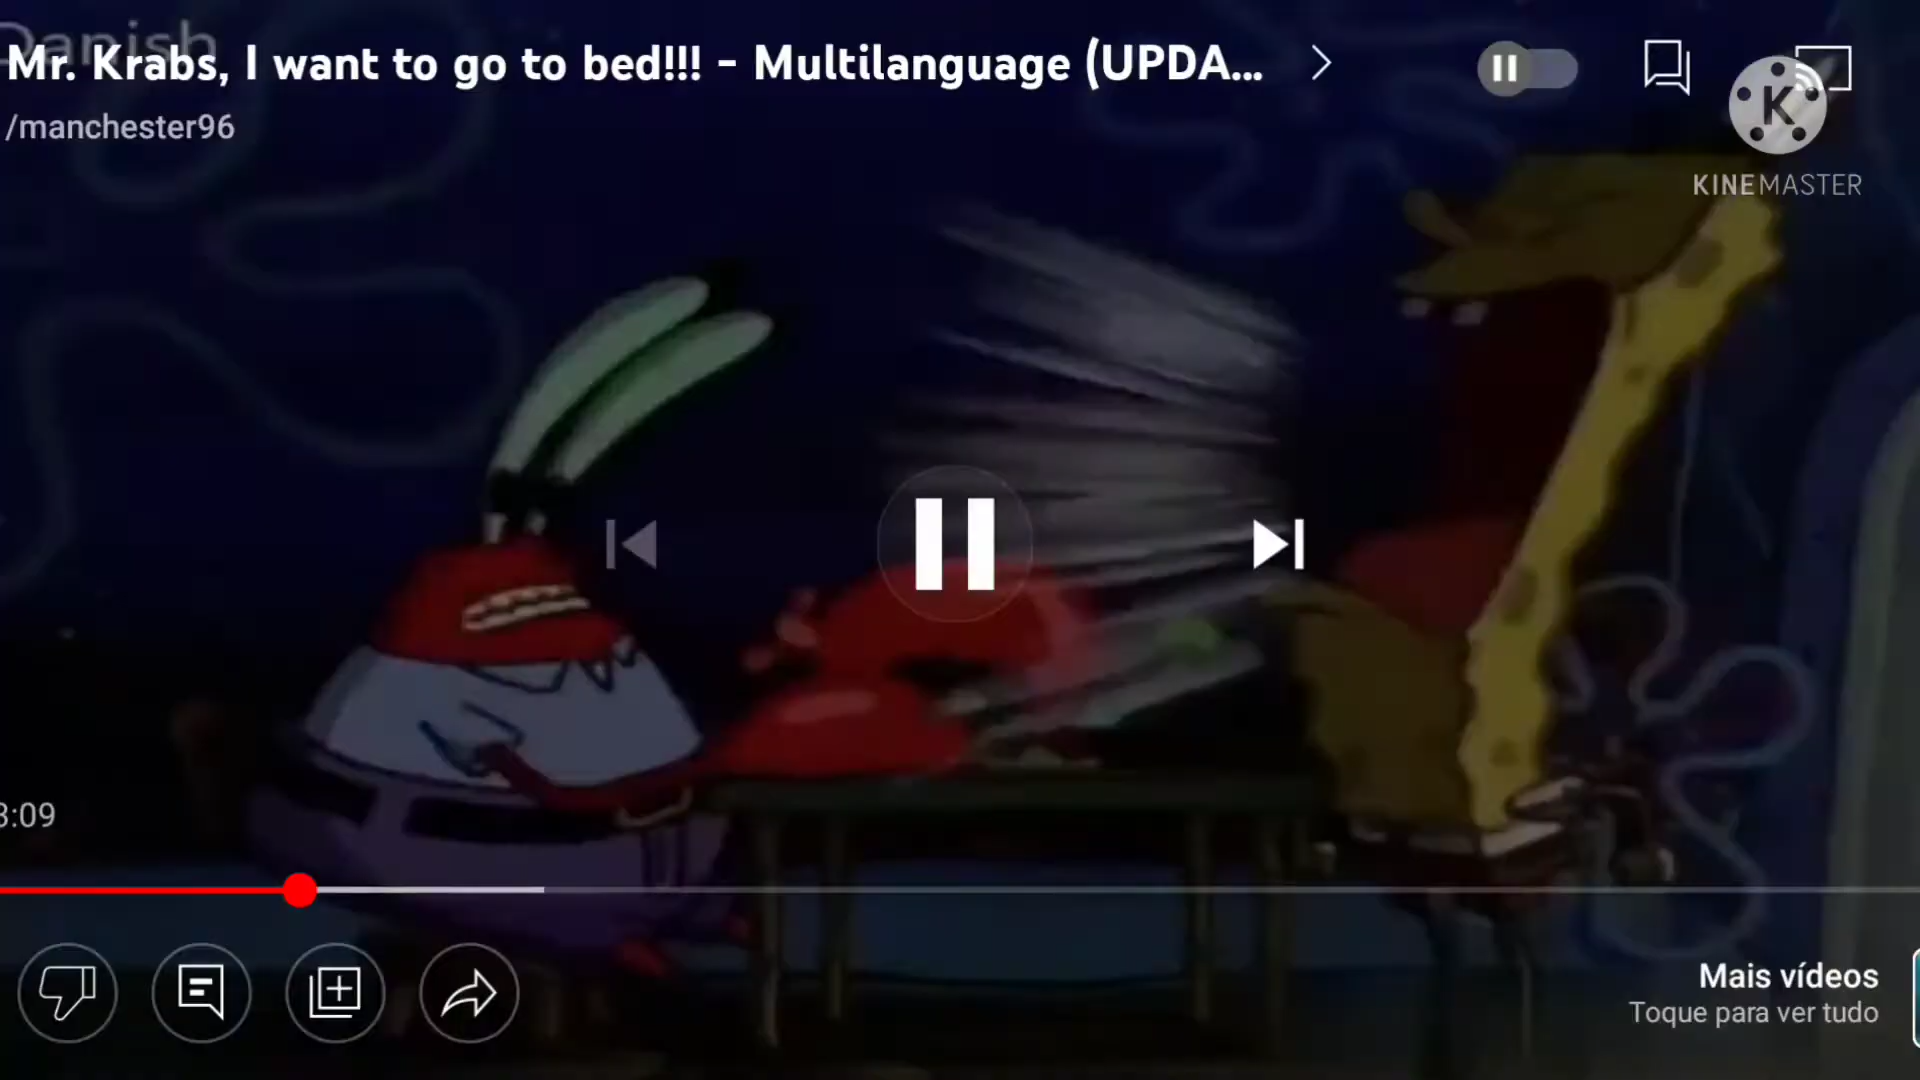 Danish
Mr. Krabs, I want to go to bed!!! - Multilanguage (UPDA...
/manchester96
K
KINEMASTER
3:09
Mais vídeos
Toque para ver tudo